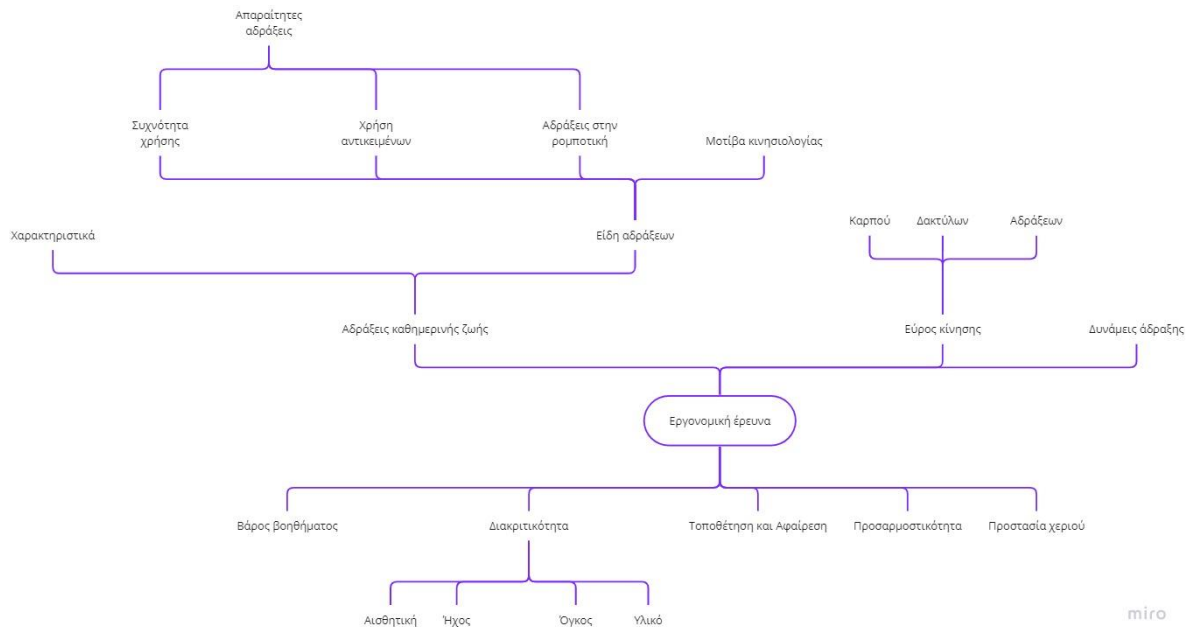 Απαραίτητες
αδράξεις
Συχνότητα
χρήσης
Χρήση
αντικειμένων
Αδράξεις στην
ρομποτική
Μοτίβα κινησιολογίας
Χαρακτηριστικά
Είδη αδράξεων
Καρπού
Δακτύλων
Αδράξεων
Αδράξεις καθημερινής ζωής
Εύρος κίνησης
Δυνάμεις άδραξης
Εργονομική έρευνα
Βάρος βοηθήματος
Διακριτικότητα
Τοποθέτηση και Αφαίρεση
Προσαρμοστικότητα
Προστασία χεριού
Αισθητική
Ήχος
Όγκος
Υλικό
miro